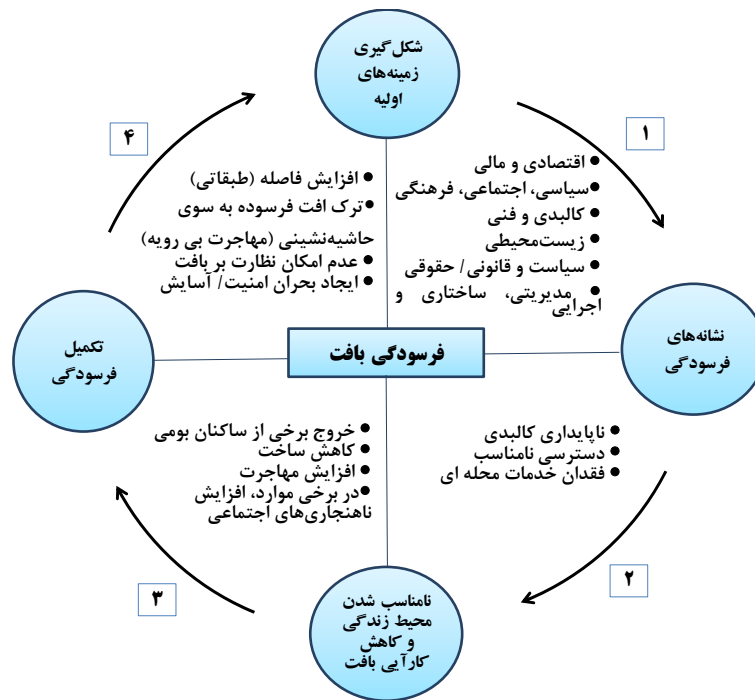 شکل‌گیری
زمینه‌های
اولیه
۱
● اقتصادی و مالی
● سیاسی، اجتماعی، فرهنگی
● کالبدی و فنی
● زیست‌محیطی
● سیاست و قانونی/ حقوقی
● مدیریتی، ساختاری و
اجرایی
نشانه‌های
فرسودگی
۲
● ناپایداری کالبدی
● دسترسی نامناسب
● فقدان خدمات محله ای
نامناسب شدن
محیط زندگی
و کاهش
کارآیی بافت
۳
● خروج برخی از ساکنان بومی
● کاهش ساخت
● افزایش مهاجرت
● در برخی موارد، افزایش
ناهنجاری‌های اجتماعی
تکمیل
فرسودگی
۴
● افزایش فاصله (طبقاتی)
● ترک افت فرسوده به سوی
حاشیه‌نشینی (مهاجرت بی رویه)
● عدم امکان نظارت بر بافت
● ایجاد بحران امنیت/ آسایش
فرسودگی بافت